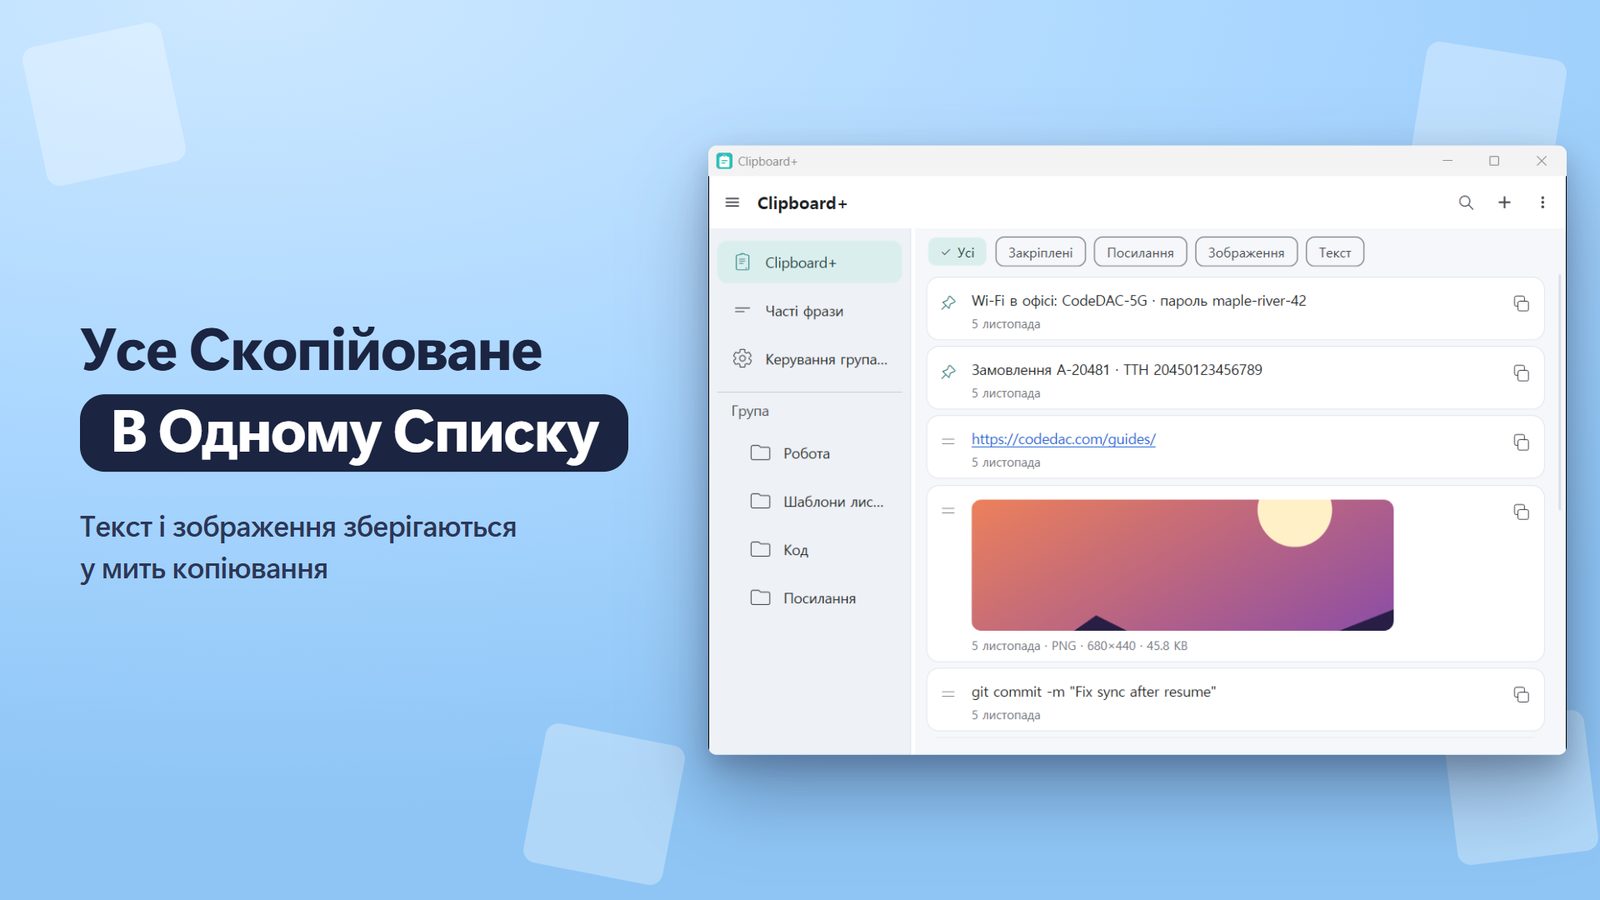 Усе Скопійоване
В Одному Списку
Текст і зображення зберігаються
у мить копіювання
Clipboard+
Clipboard+
Clipboard+
Часті фрази
Керування група...
Група
Робота
Шаблони лис...
Код
Посилання
Усі
Закріплені
Посилання
Зображення
Текст
Wi-Fi в офісі: CodeDAC-5G · пароль maple-river-42
5 листопада
Замовлення A-20481 · ТТН 20450123456789
5 листопада
https://codedac.com/guides/
5 листопада
5 листопада · PNG · 680×440 · 45.8 KB
git commit -m "Fix sync after resume"
5 листопада